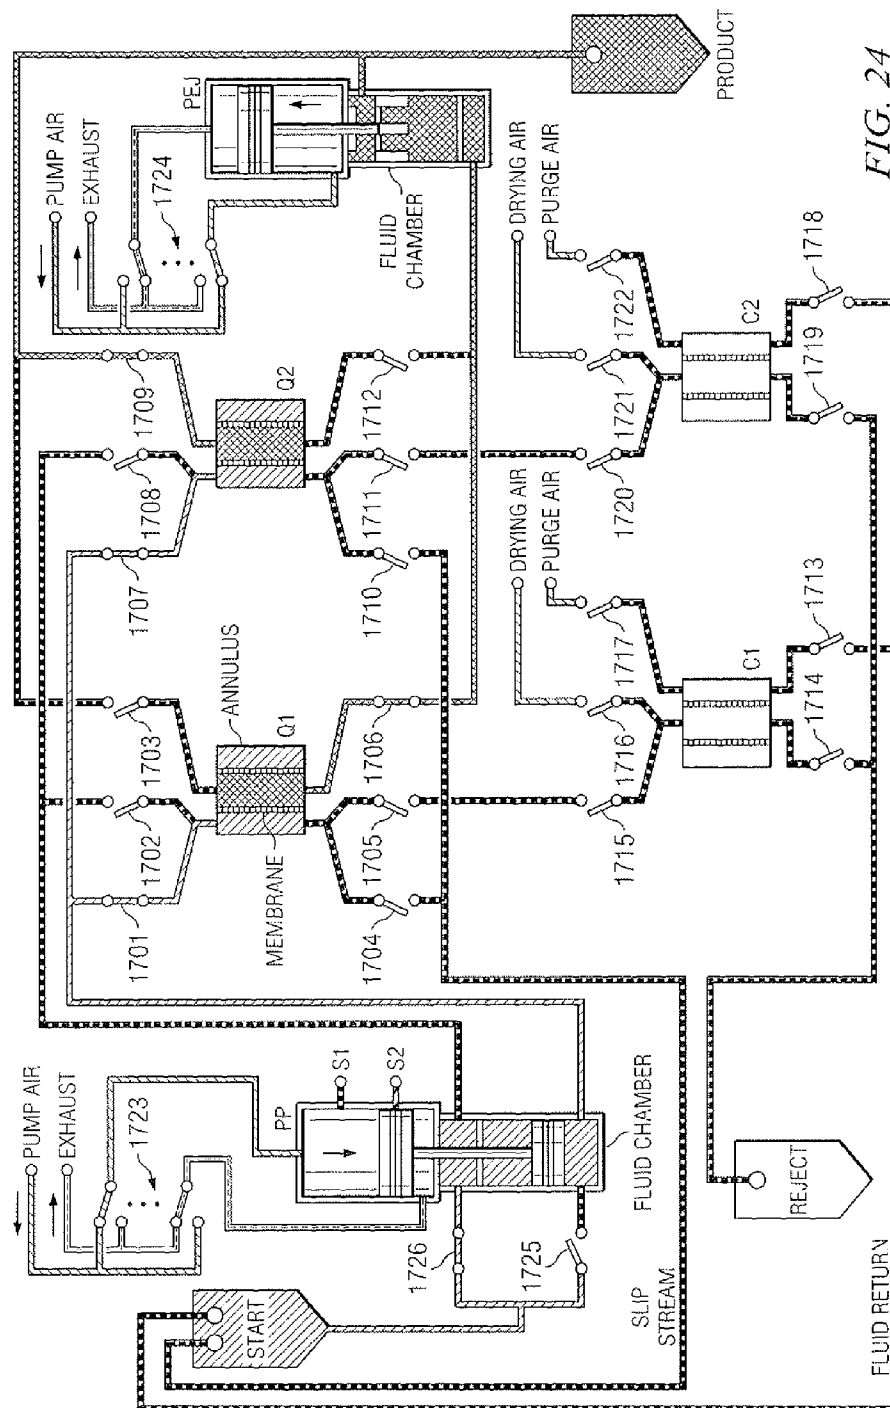 PUMP AIR
EXHAUST
1723
START
PP
S1
S2
1726
1725
FLUID CHAMBER
SLIP
STREAM
REJECT
FLUID RETURN
1701
1702
1703
MEMBRANE
ANNULUS
Q1
1704
1705
1706
1707
1708
1709
Q2
1710
1711
1712
PUMP AIR
EXHAUST
1724
PEJ
FLUID
CHAMBER
PRODUCT
DRYING AIR
PURGE AIR
1715
1716
1717
C1
1714
1713
DRYING AIR
PURGE AIR
1720
1721
1722
C2
1719
1718
FIG. 24